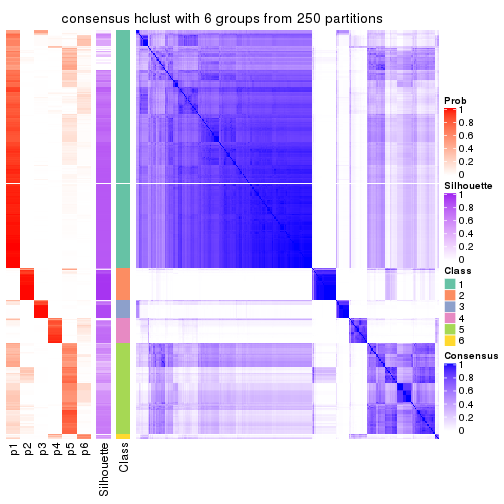 consensus hclust with 6 groups from 250 partitions
Prob
1
0.8
0.6
0.4
0.2
0
Silhouette
1
0.8
0.6
0.4
0.2
0
Class
1
2
3
4
5
6
Consensus
1
0.8
0.6
0.4
0.2
0
p1
p2
p3
p4
p5
p6
Silhouette
Class